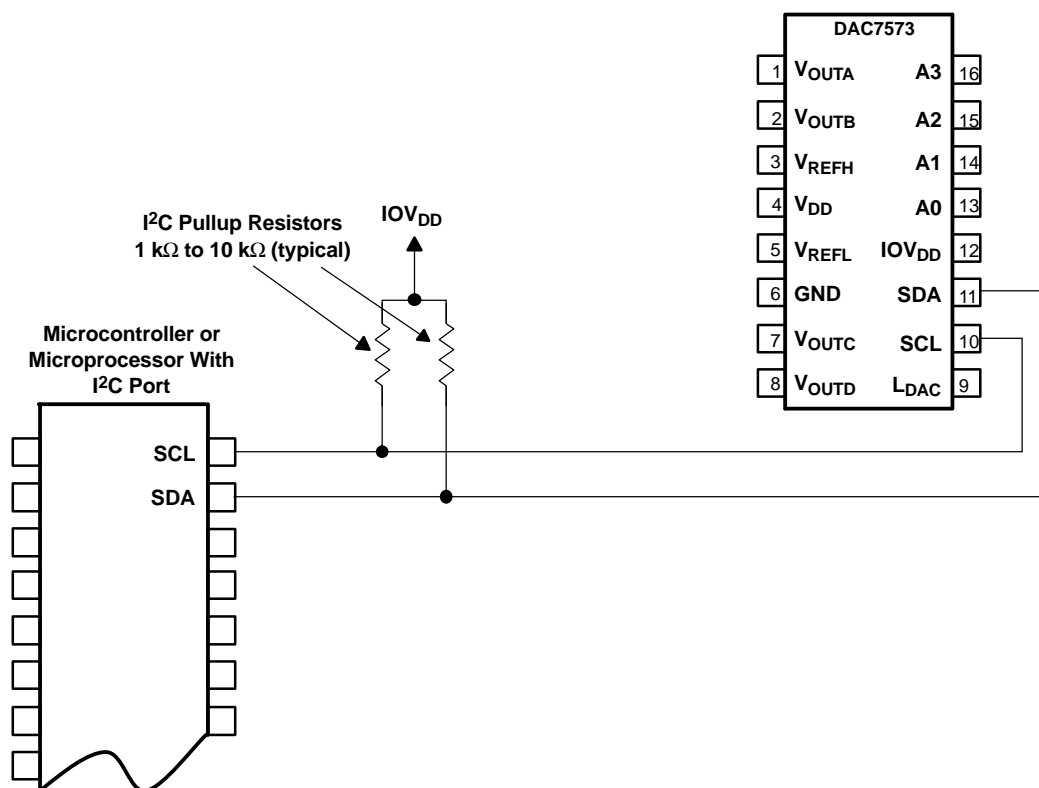 DAC7573
1 VOUTA A3 16
2 VOUTB A2 15
3 VREFH A1 14
4 VDD A0 13
5 VREFL IOVDD 12
6 GND SDA 11
7 VOUTC SCL 10
8 VOUTD LDAC 9
I2C Pullup Resistors
1 kΩ to 10 kΩ (typical)
IOVDD
Microcontroller or
Microprocessor With
I2C Port
SCL
SDA